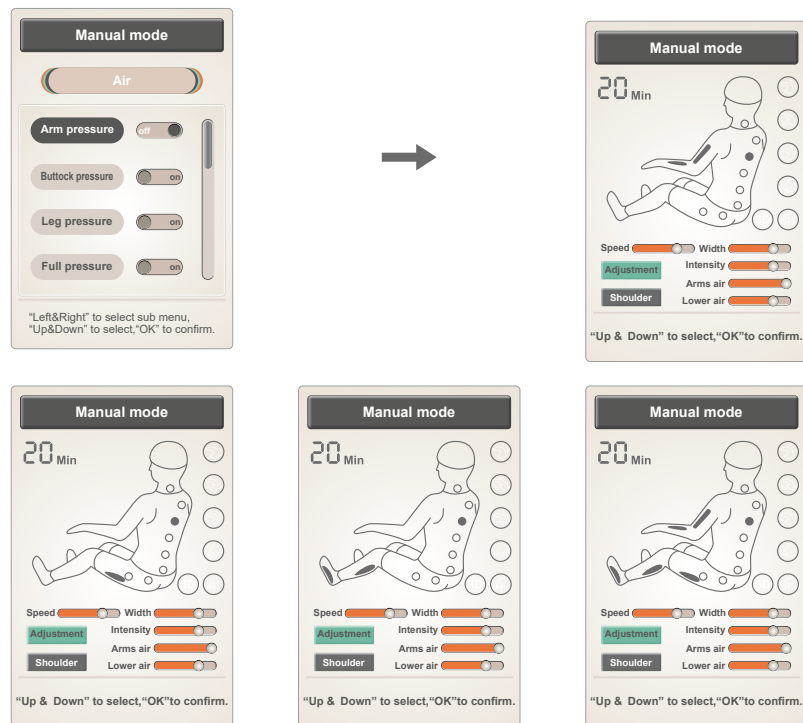 Manual mode
Air
Arm pressure off
Buttock pressure on
Leg pressure on
Full pressure on
“Left&Right” to select sub menu,
“Up&Down” to select,“OK” to confirm.
Manual mode
20 Min
Speed Width
Adjustment Intensity
Arms air
Shoulder Lower air
“Up & Down” to select,“OK”to confirm.
Manual mode
20 Min
Speed Width
Adjustment Intensity
Arms air
Shoulder Lower air
“Up & Down” to select,“OK”to confirm.
Manual mode
20 Min
Speed Width
Adjustment Intensity
Arms air
Shoulder Lower air
“Up & Down” to select,“OK”to confirm.
Manual mode
20 Min
Speed Width
Adjustment Intensity
Arms air
Shoulder Lower air
“Up & Down” to select,“OK”to confirm.